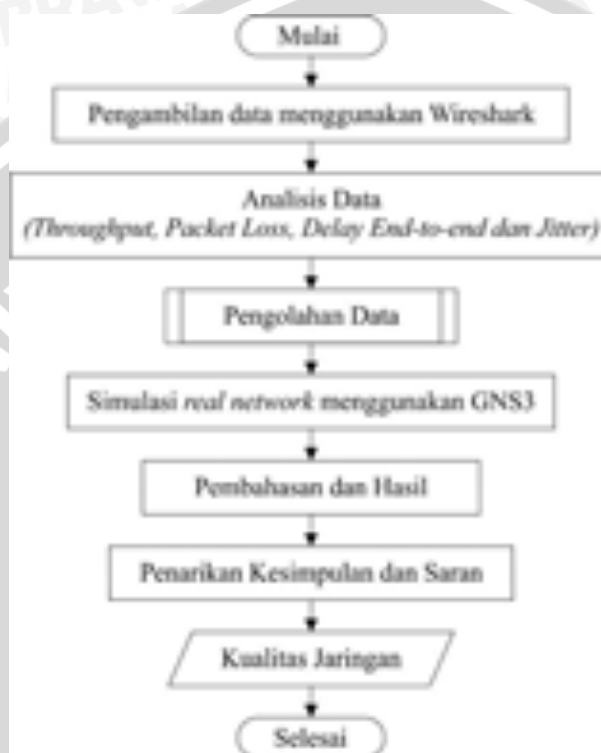 Mulai
Pengambilan data menggunakan Wireshark
Analisis Data
(Throughput, Packet Loss, Delay End-to-end dan Jitter)
Pengolahan Data
Simulasi real network menggunakan GNS3
Pembahasan dan Hasil
Penarikan Kesimpulan dan Saran
Kualitas Jaringan
Selesai